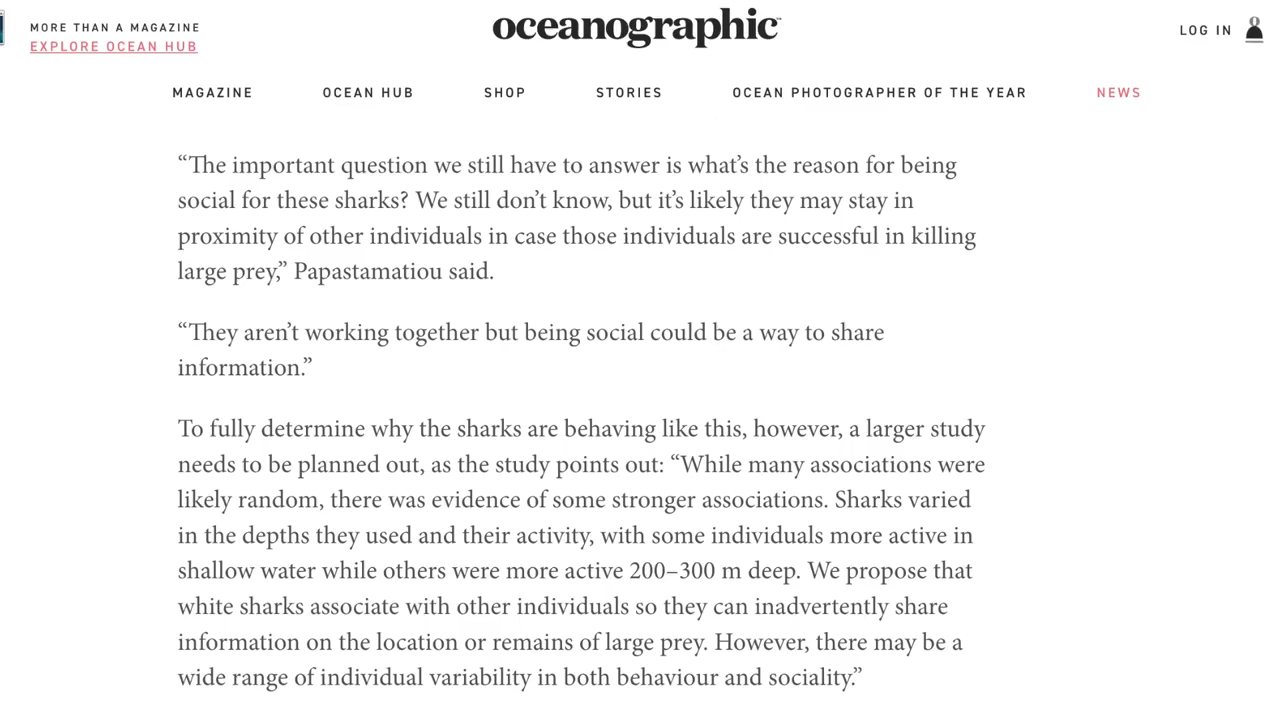 MORE THAN A MAGAZINE
EXPLORE OCEAN HUB
oceanographic™
LOG IN
MAGAZINE OCEAN HUB SHOP STORIES OCEAN PHOTOGRAPHER OF THE YEAR NEWS
“The important question we still have to answer is what’s the reason for being
social for these sharks? We still don’t know, but it’s likely they may stay in
proximity of other individuals in case those individuals are successful in killing
large prey,” Papastamatiou said.
“They aren’t working together but being social could be a way to share
information.”
To fully determine why the sharks are behaving like this, however, a larger study
needs to be planned out, as the study points out: “While many associations were
likely random, there was evidence of some stronger associations. Sharks varied
in the depths they used and their activity, with some individuals more active in
shallow water while others were more active 200–300 m deep. We propose that
white sharks associate with other individuals so they can inadvertently share
information on the location or remains of large prey. However, there may be a
wide range of individual variability in both behaviour and sociality.”